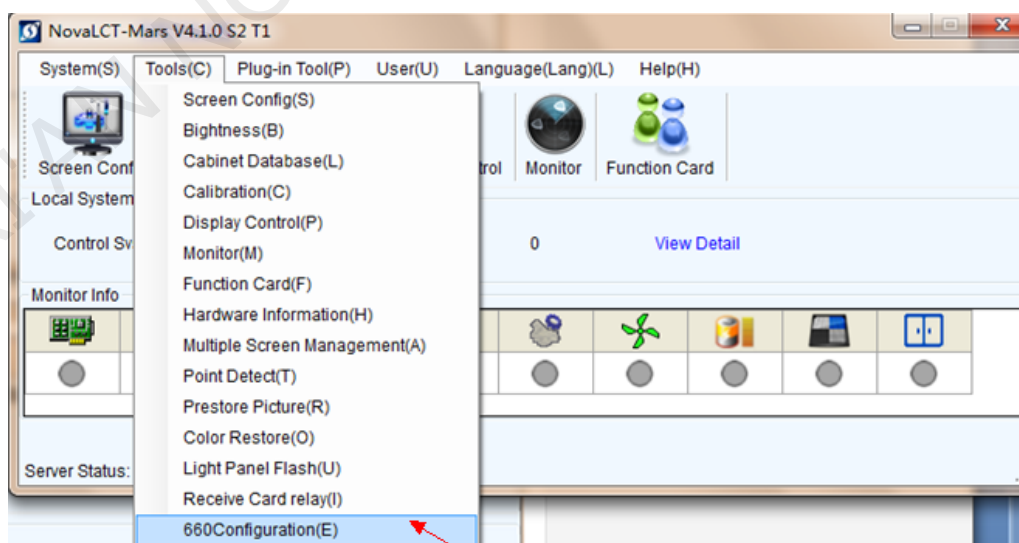 NovaLCT-Mars V4.1.0 S2 T1
System(S) Tools(C) Plug-in Tool(P) User(U) Language(Lang)(L) Help(H)
Screen Config(S)
Bightness(B)
Cabinet Database(L)
Calibration(C)
Display Control(P)
Monitor(M)
Function Card(F)
Hardware Information(H)
Multiple Screen Management(A)
Point Detect(T)
Prestore Picture(R)
Color Restore(O)
Light Panel Flash(U)
Receive Card relay(I)
660Configuration(E)
Screen Conf
trol Monitor Function Card
Local System
Control Sy
0 View Detail
Monitor Info
Server Status: